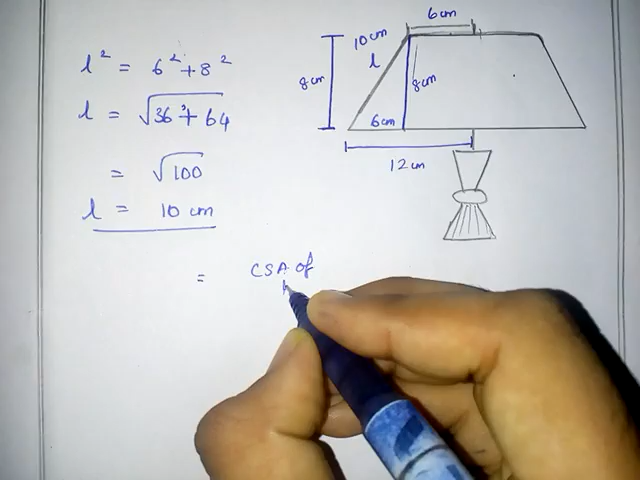 l² = 6² + 8²
l = √36 + 64
= √100
l = 10 cm
= CSA of
6 cm
10 cm
l
8 cm
8 cm
6 cm
12 cm